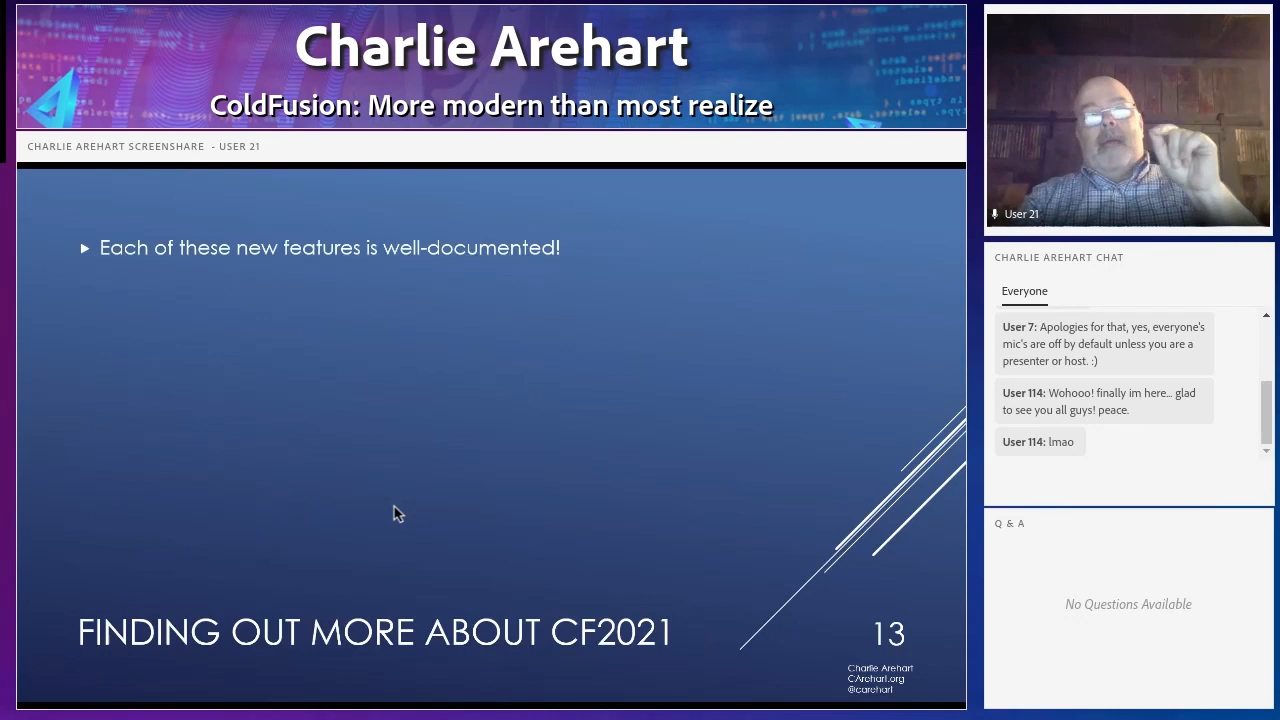 Charlie Arehart
ColdFusion: More modern than most realize
CHARLIE AREHART SCREENSHARE - USER 21
Each of these new features is well-documented!
FINDING OUT MORE ABOUT CF2021
13
Charlie Arehart
CArehart.org
@carehart
User 21
CHARLIE AREHART CHAT
Everyone
User 7: Apologies for that, yes, everyone's
mic's are off by default unless you are a
presenter or host. :)
User 114: Wohooo! finally im here... glad
to see you all guys! peace.
User 114: lmao
Q & A
No Questions Available